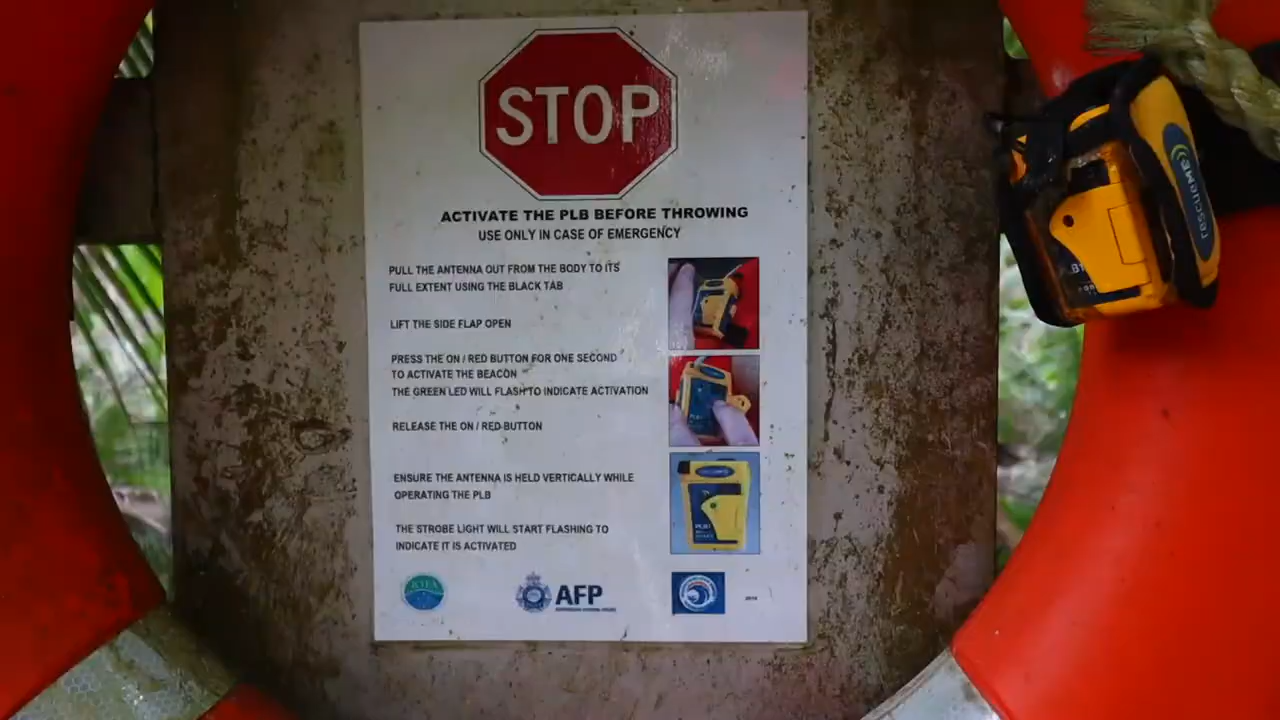 STOP
ACTIVATE THE PLB BEFORE THROWING
USE ONLY IN CASE OF EMERGENCY
PULL THE ANTENNA OUT FROM THE BODY TO ITS
FULL EXTENT USING THE BLACK TAB
LIFT THE SIDE FLAP OPEN
PRESS THE ON / RED BUTTON FOR ONE SECOND
TO ACTIVATE THE BEACON
THE GREEN LED WILL FLASH TO INDICATE ACTIVATION
RELEASE THE ON / RED BUTTON
ENSURE THE ANTENNA IS HELD VERTICALLY WHILE
OPERATING THE PLB
THE STROBE LIGHT WILL START FLASHING TO
INDICATE IT IS ACTIVATED
AFP
rescueME